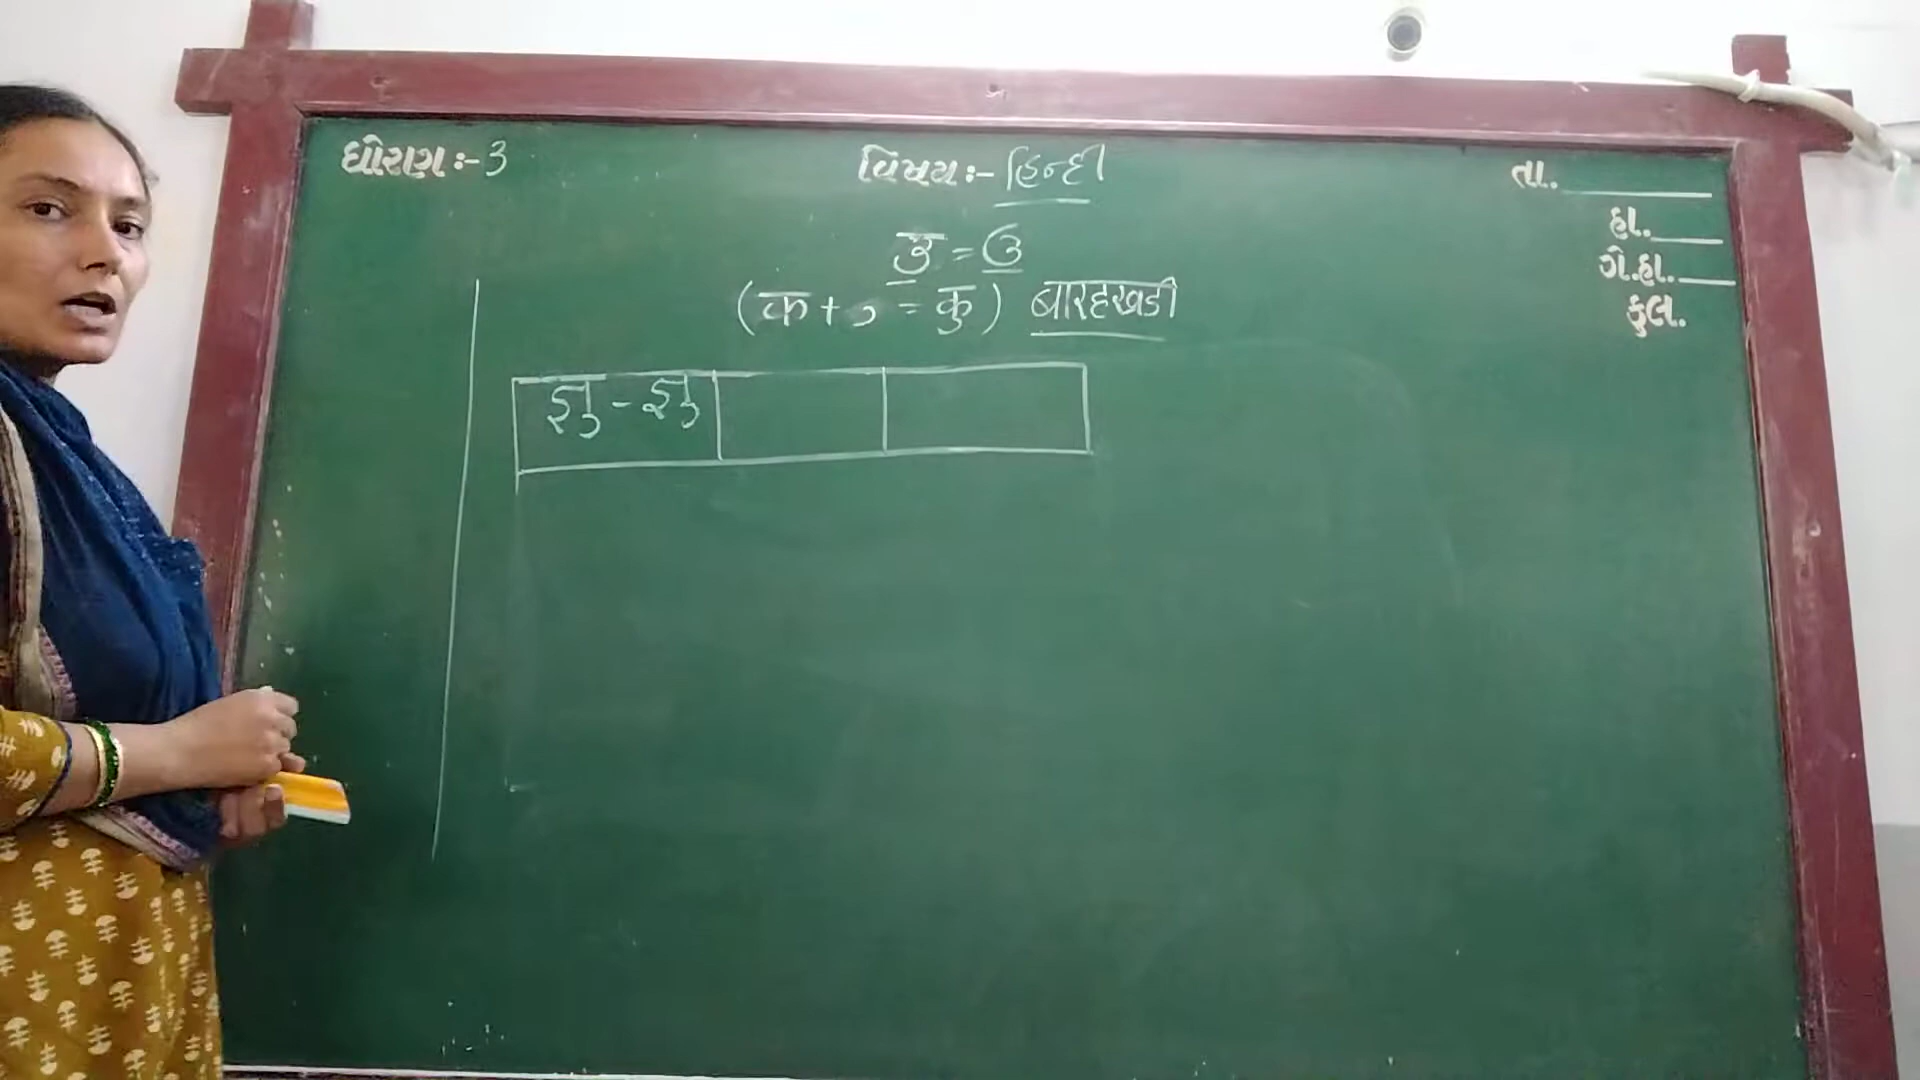 ધોરણ:- 3
વિષય:- હિન્દી
તા.
હા.
ગે.હા.
કુલ.
उ = ઉ
(क + ु = कु) बारहखडी
ज्ञु - ज्ञु